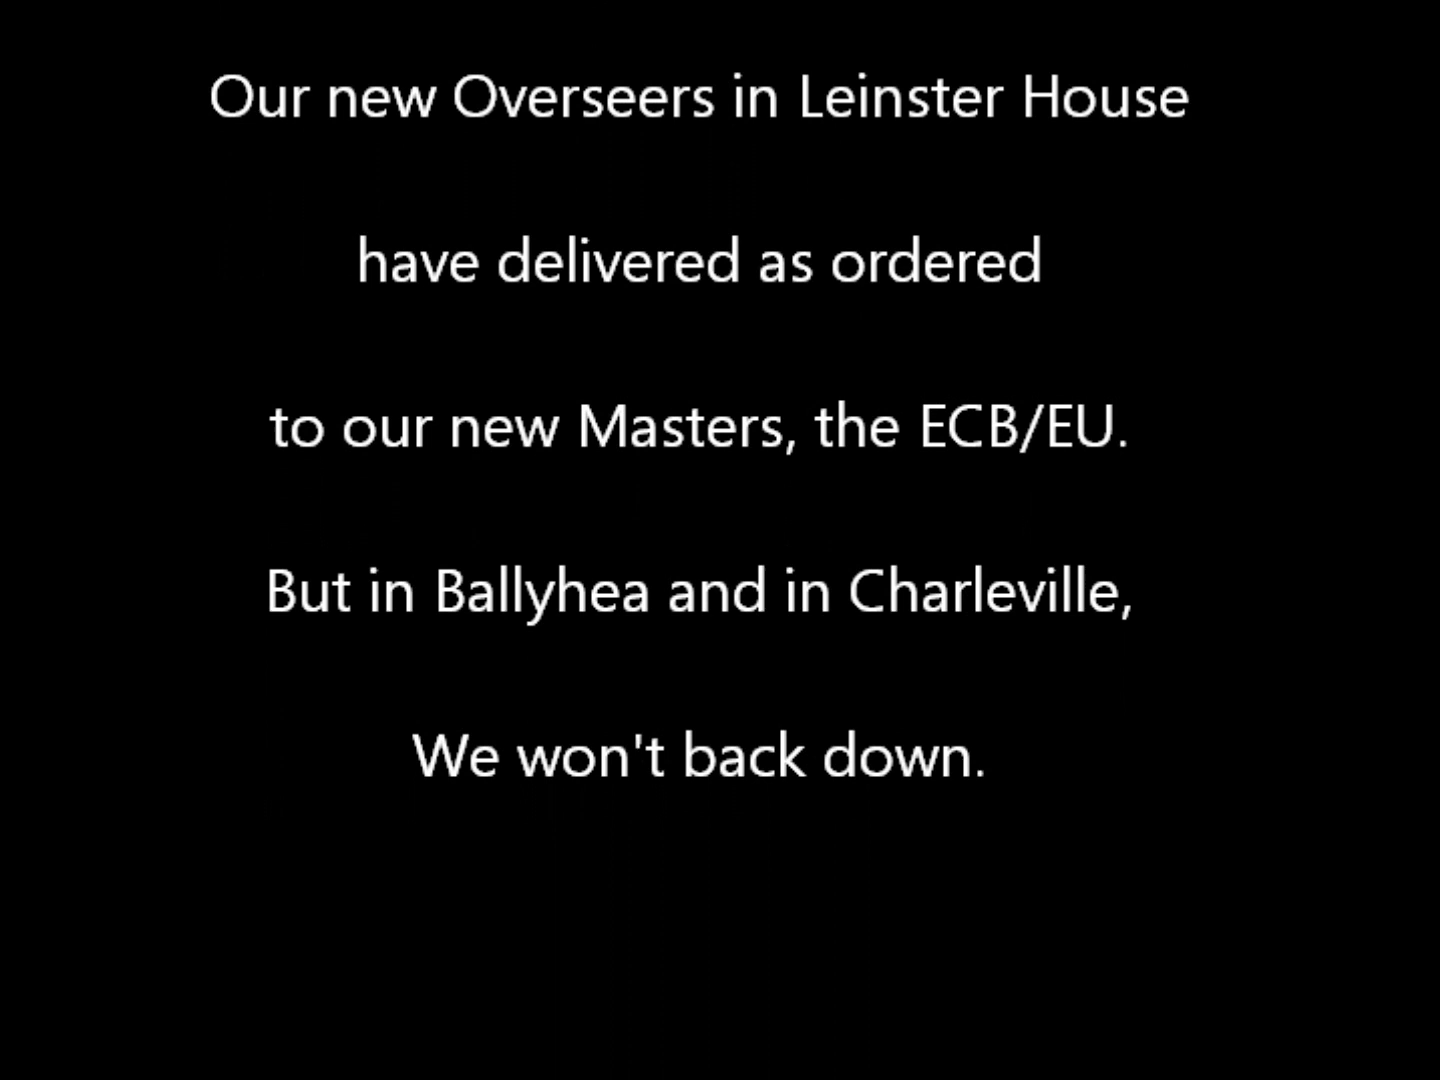 Our new Overseers in Leinster House
have delivered as ordered
to our new Masters, the ECB/EU.
But in Ballyhea and in Charleville,
We won't back down.